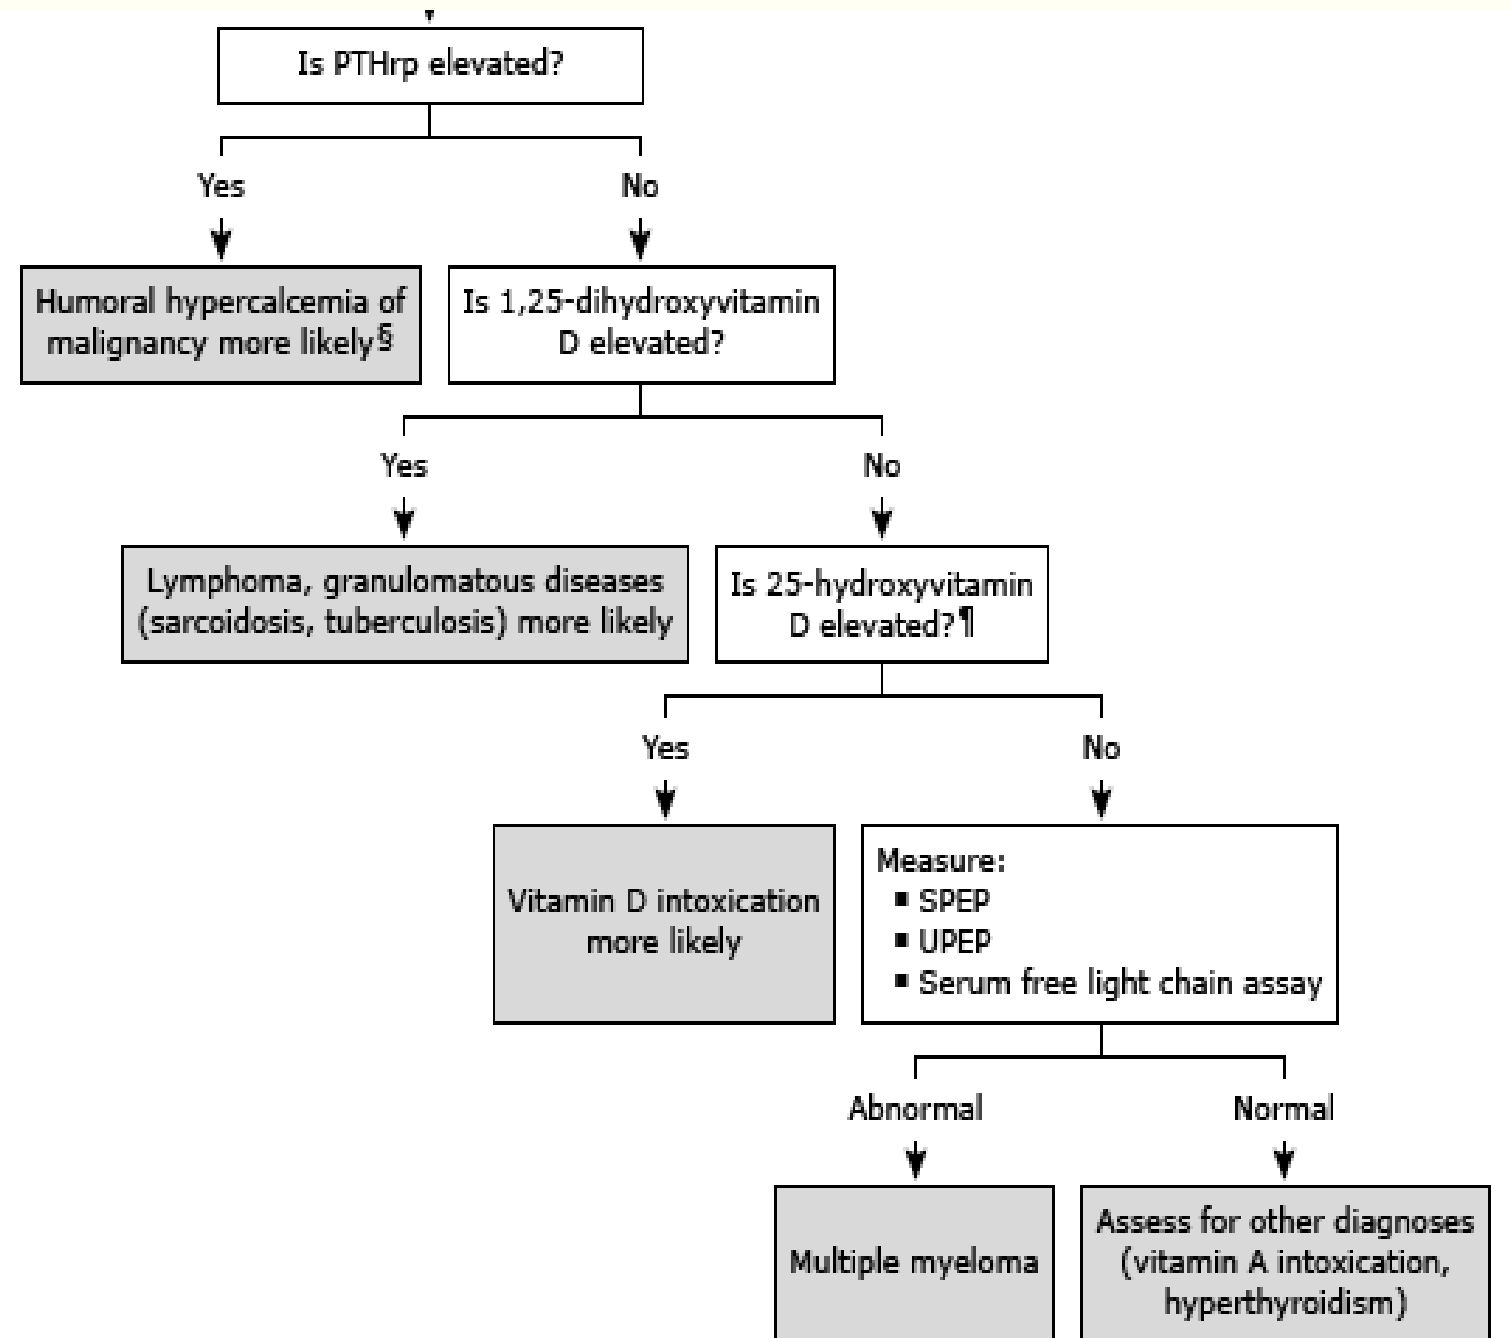 Is PTHrp elevated?
Yes
No
Humoral hypercalcemia of
malignancy more likely§
Is 1,25-dihydroxyvitamin
D elevated?
Yes
No
Lymphoma, granulomatous diseases
(sarcoidosis, tuberculosis) more likely
Is 25-hydroxyvitamin
D elevated?¶
Yes
No
Vitamin D intoxication
more likely
Measure:
▪ SPEP
▪ UPEP
▪ Serum free light chain assay
Abnormal
Normal
Multiple myeloma
Assess for other diagnoses
(vitamin A intoxication,
hyperthyroidism)